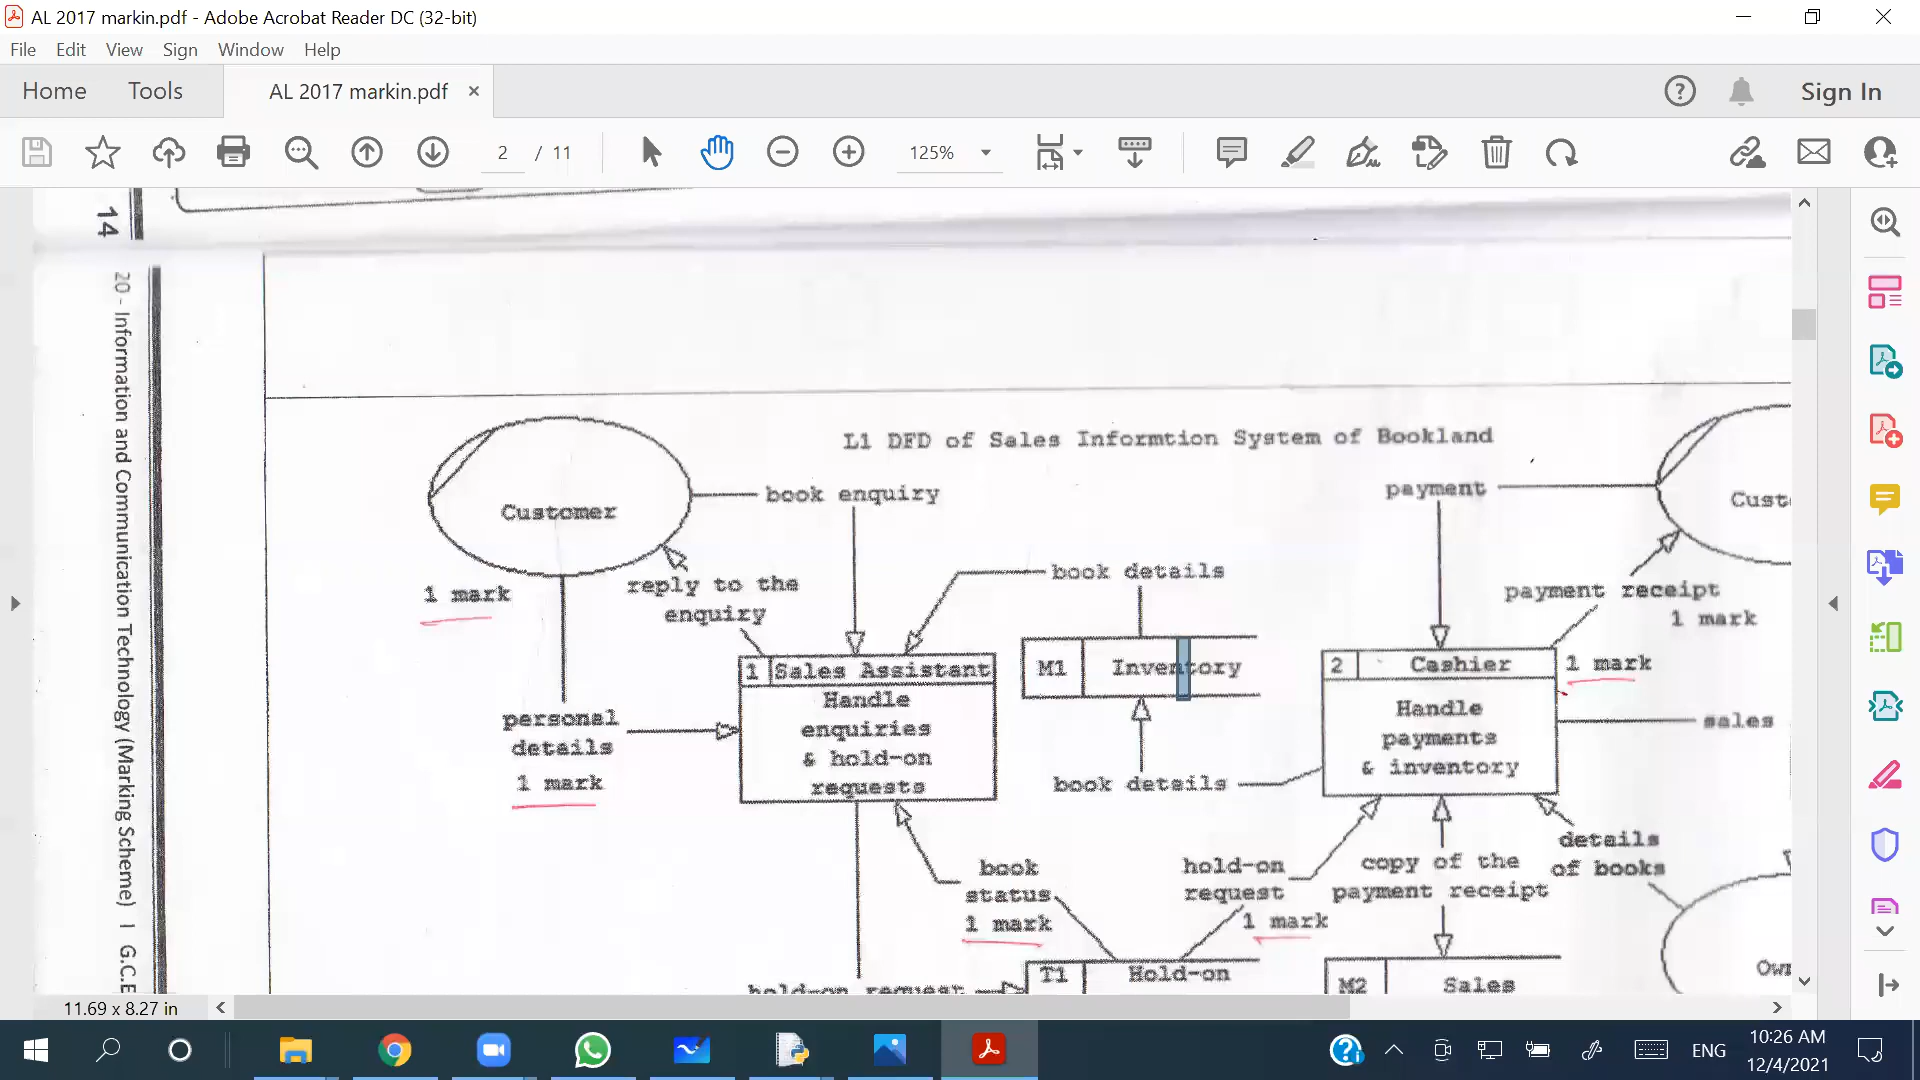 AL 2017 markin.pdf - Adobe Acrobat Reader DC (32-bit)
File Edit View Sign Window Help
Home Tools AL 2017 markin.pdf × Sign In
2 / 11 125%
14
20 - Information and Communication Technology (Marking Scheme) I G.C.E
L1 DFD of Sales Informtion System of Bookland
Customer
book enquiry
payment
Cust
1 mark
reply to the
enquiry
book details
payment receipt
1 mark
1 Sales Assistant
Handle
enquiries
& hold-on
requests
M1 Inventory
2 Cashier
Handle
payments
& inventory
1 mark
sales
personal
details
1 mark
book details
details
of books
book
status
1 mark
hold-on
request
1 mark
copy of the
payment receipt
hold-on request
T1 Hold-on
M2 Sales
Own
11.69 x 8.27 in
ENG
10:26 AM
12/4/2021